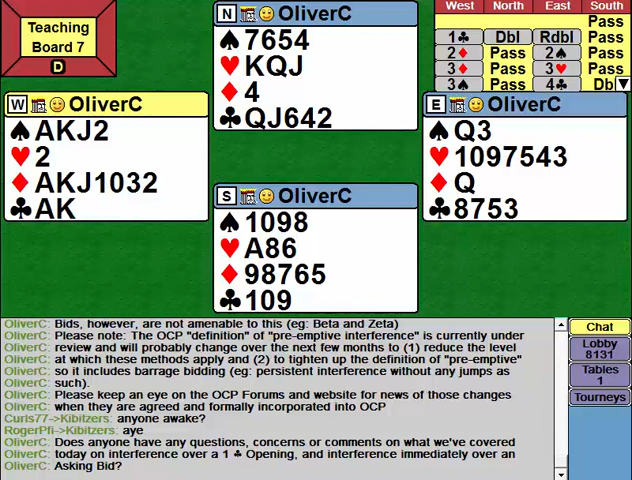 Teaching
Board 7
D
N OliverC
♠7654
♥KQJ
♦4
♣QJ642
West North East South
Pass
1♣ Dbl Rdbl Pass
2♦ Pass 2♠ Pass
3♦ Pass 3♥ Pass
3♠ Pass 4♣ Dbl
W OliverC
♠AKJ2
♥2
♦AKJ1032
♣AK
E OliverC
♠Q3
♥1097543
♦Q
♣8753
S OliverC
♠1098
♥A86
♦98765
♣109
OliverC: Bids, however, are not amenable to this (eg: Beta and Zeta)
OliverC: Please note: The OCP "definition" of "pre-emptive interference" is currently under
OliverC: review and will probably change over the next few months to (1) reduce the level
OliverC: at which these methods apply and (2) to tighten up the definition of "pre-emptive"
OliverC: so it includes barrage bidding (eg: persistent interference without any jumps as
OliverC: such).
OliverC: Please keep an eye on the OCP Forums and website for news of those changes
OliverC: when they are agreed and formally incorporated into OCP
Curls77->Kibitzers: anyone awake?
RogerPfi->Kibitzers: aye
OliverC: Does anyone have any questions, concerns or comments on what we've covered
OliverC: today on interference over a 1 ♣ Opening, and interference immediately over an
OliverC: Asking Bid?
Chat
Lobby
8131
Tables
1
Tourneys